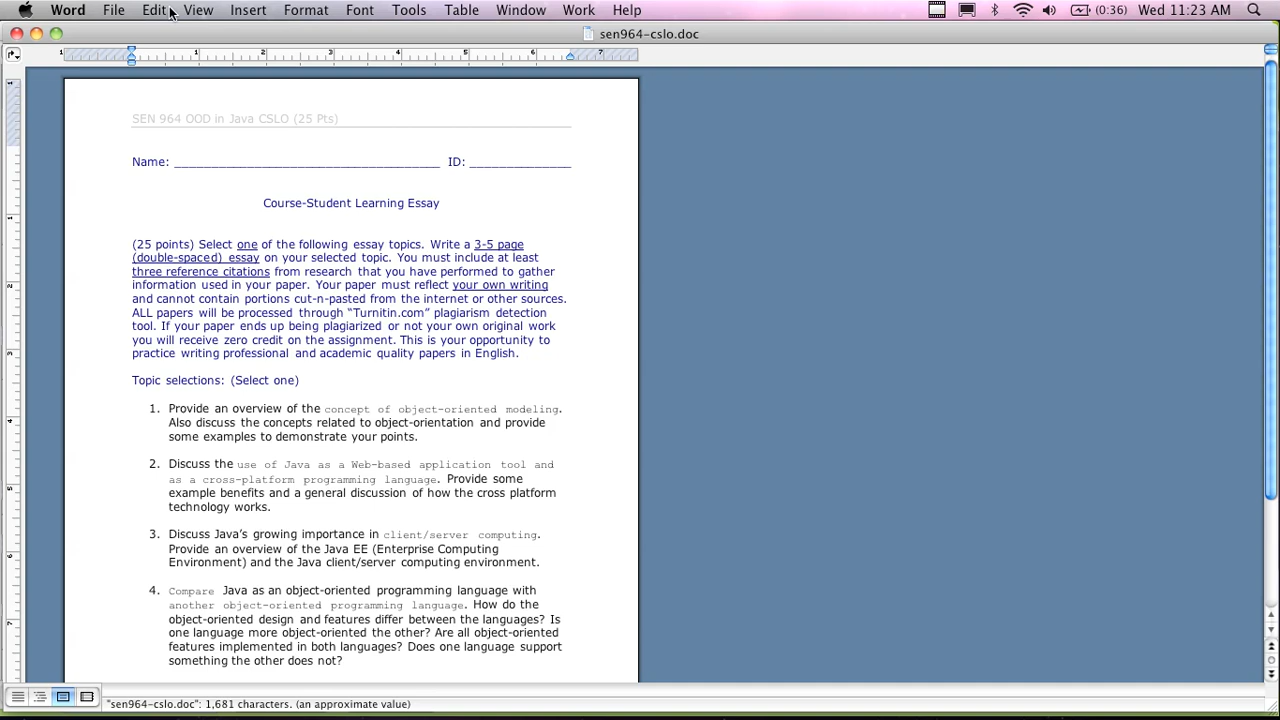 Word File Edit View Insert Format Font Tools Table Window Work Help (0:36) Wed 11:23 AM
sen964-cslo.doc
1 1 2 3 4 5 6 7
SEN 964 OOD in Java CSLO (25 Pts)
Name: ____________________________________ ID: ______________
Course-Student Learning Essay
(25 points) Select one of the following essay topics. Write a 3-5 page
(double-spaced) essay on your selected topic. You must include at least
three reference citations from research that you have performed to gather
information used in your paper. Your paper must reflect your own writing
and cannot contain portions cut-n-pasted from the internet or other sources.
ALL papers will be processed through “Turnitin.com” plagiarism detection
tool. If your paper ends up being plagiarized or not your own original work
you will receive zero credit on the assignment. This is your opportunity to
practice writing professional and academic quality papers in English.
Topic selections: (Select one)
1. Provide an overview of the concept of object-oriented modeling.
Also discuss the concepts related to object-orientation and provide
some examples to demonstrate your points.
2. Discuss the use of Java as a Web-based application tool and
as a cross-platform programming language. Provide some
example benefits and a general discussion of how the cross platform
technology works.
3. Discuss Java’s growing importance in client/server computing.
Provide an overview of the Java EE (Enterprise Computing
Environment) and the Java client/server computing environment.
4. Compare Java as an object-oriented programming language with
another object-oriented programming language. How do the
object-oriented design and features differ between the languages? Is
one language more object-oriented the other? Are all object-oriented
features implemented in both languages? Does one language support
something the other does not?
"sen964-cslo.doc": 1,681 characters. (an approximate value)